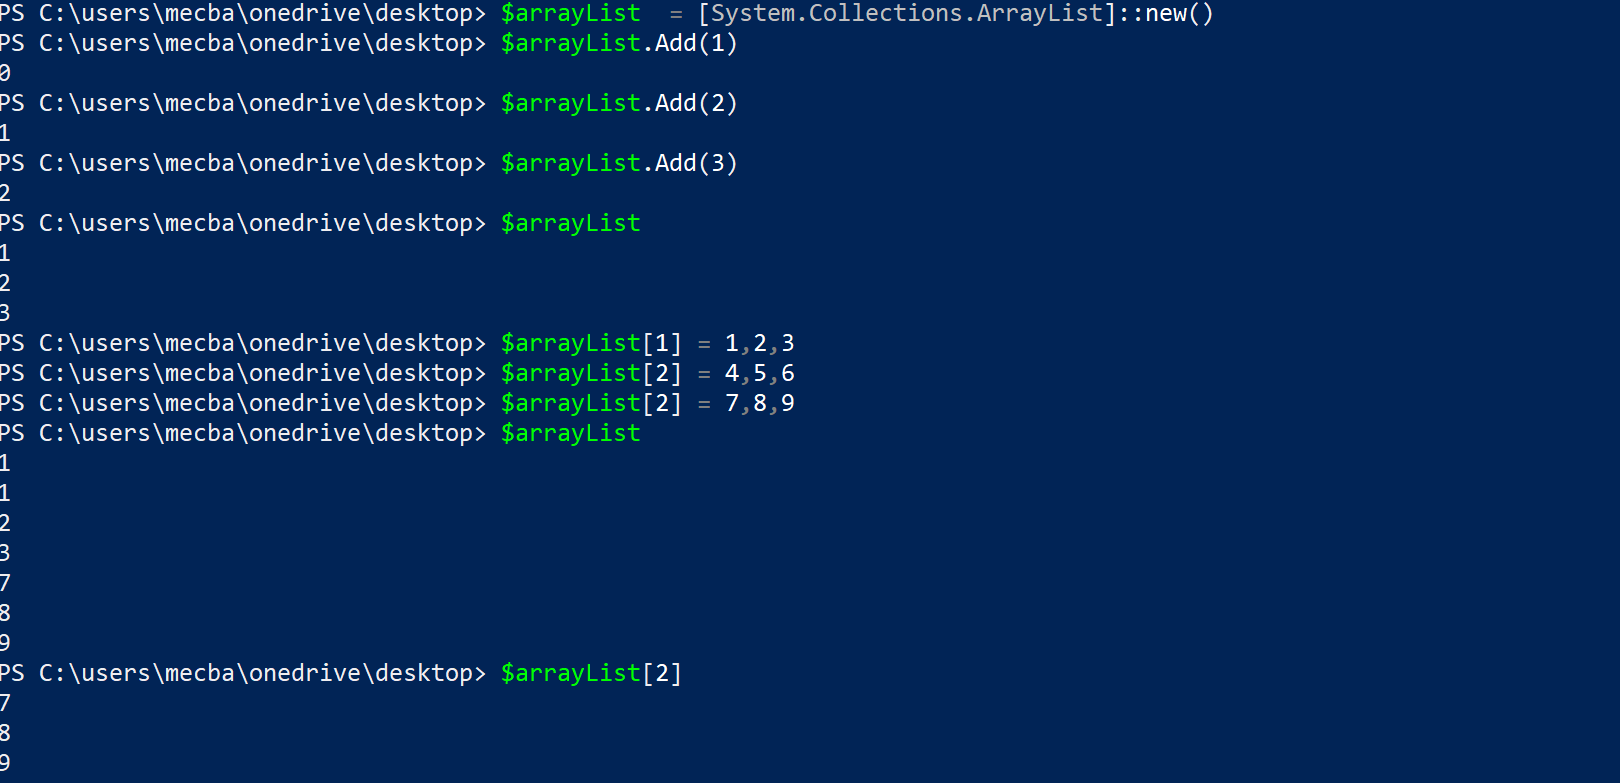 PS C:\users\mecba\onedrive\desktop> $arrayList  = [System.Collections.ArrayList]::new()
PS C:\users\mecba\onedrive\desktop> $arrayList.Add(1)
0
PS C:\users\mecba\onedrive\desktop> $arrayList.Add(2)
1
PS C:\users\mecba\onedrive\desktop> $arrayList.Add(3)
2
PS C:\users\mecba\onedrive\desktop> $arrayList
1
2
3
PS C:\users\mecba\onedrive\desktop> $arrayList[1] = 1,2,3
PS C:\users\mecba\onedrive\desktop> $arrayList[2] = 4,5,6
PS C:\users\mecba\onedrive\desktop> $arrayList[2] = 7,8,9
PS C:\users\mecba\onedrive\desktop> $arrayList
1
1
2
3
7
8
9
PS C:\users\mecba\onedrive\desktop> $arrayList[2]
7
8
9